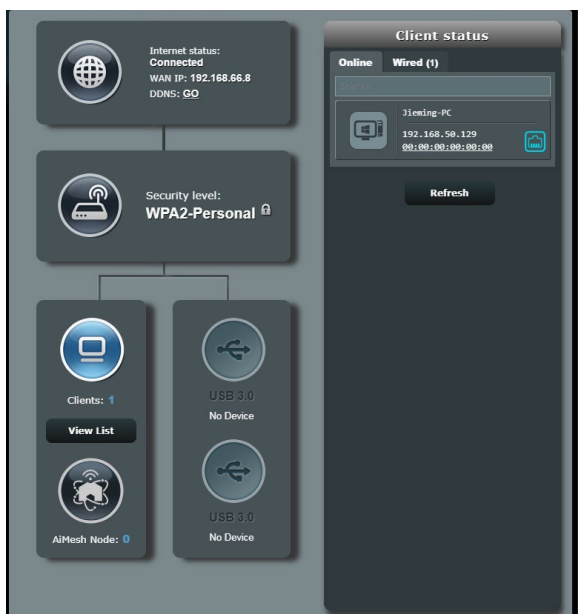 Internet status:
Connected
WAN IP: 192.168.66.8
DDNS: GO
Security level:
WPA2-Personal
Clients: 1
View List
AiMesh Node: 0
USB 3.0
No Device
USB 3.0
No Device
Client status
Online
Wired (1)
Search
Jieming-PC
192.168.50.129
00:00:00:00:00:00
Refresh